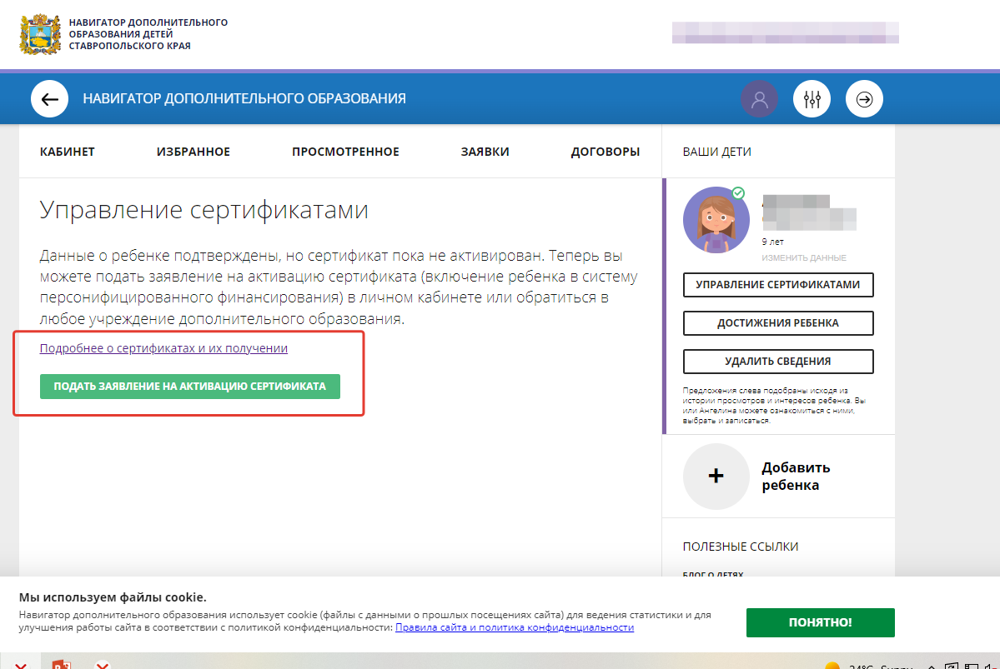 НАВИГАТОР ДОПОЛНИТЕЛЬНОГО
ОБРАЗОВАНИЯ ДЕТЕЙ
СТАВРОПОЛЬСКОГО КРАЯ
НАВИГАТОР ДОПОЛНИТЕЛЬНОГО ОБРАЗОВАНИЯ
КАБИНЕТ ИЗБРАННОЕ ПРОСМОТРЕННОЕ ЗАЯВКИ ДОГОВОРЫ
Управление сертификатами
Данные о ребенке подтверждены, но сертификат пока не активирован. Теперь вы
можете подать заявление на активацию сертификата (включение ребенка в систему
персонифицированного финансирования) в личном кабинете или обратиться в
любое учреждение дополнительного образования.
Подробнее о сертификатах и их получении
ПОДАТЬ ЗАЯВЛЕНИЕ НА АКТИВАЦИЮ СЕРТИФИКАТА
ВАШИ ДЕТИ
9 лет
ИЗМЕНИТЬ ДАННЫЕ
УПРАВЛЕНИЕ СЕРТИФИКАТАМИ
ДОСТИЖЕНИЯ РЕБЕНКА
УДАЛИТЬ СВЕДЕНИЯ
Предложения слева подобраны исходя из
истории просмотров и интересов ребенка. Вы
или Ангелина можете ознакомиться с ними,
выбрать и записаться.
+
Добавить
ребенка
ПОЛЕЗНЫЕ ССЫЛКИ
БЛОГ О ДЕТЯХ
Мы используем файлы cookie.
Навигатор дополнительного образования использует cookie (файлы с данными о прошлых посещениях сайта) для ведения статистики и для
улучшения работы сайта в соответствии с политикой конфиденциальности: Правила сайта и политика конфиденциальности
ПОНЯТНО!
24°C Sunny